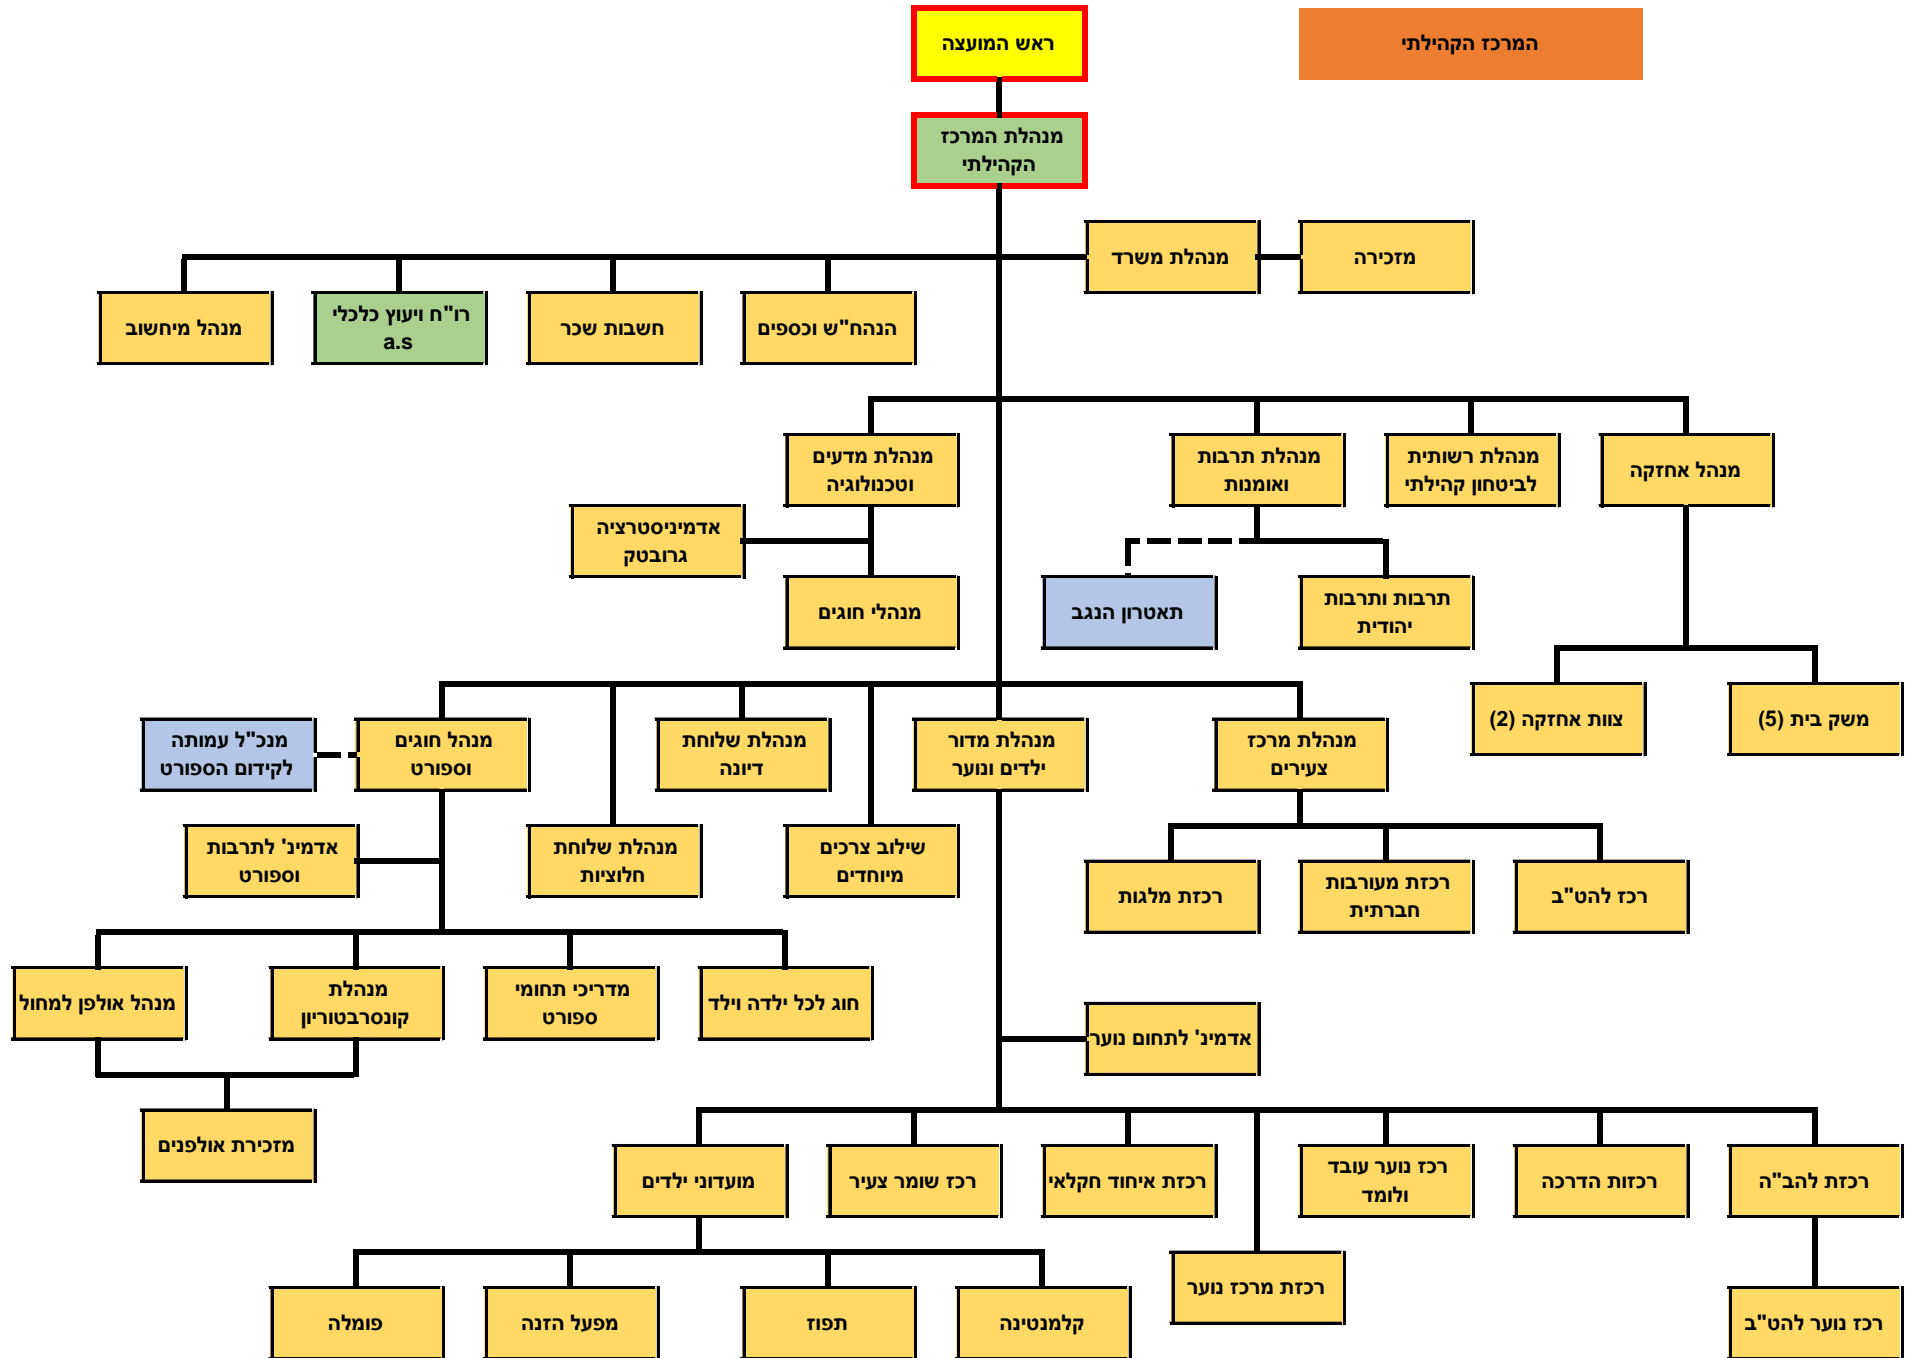 המרכז הקהילתי
ראש המועצה
מנהלת המרכז
הקהילתי
מזכירה
מנהלת משרד
הנהח"ש וכספים
חשבות שכר
רו"ח ויעוץ כלכלי
a.s
מנהל מיחשוב
מנהל אחזקה
מנהלת רשותית
לביטחון קהילתי
מנהלת תרבות
ואומנות
מנהלת מדעים
וטכנולוגיה
אדמיניסטרציה
גרובטק
תרבות ותרבות
יהודית
תאטרון הנגב
מנהלי חוגים
משק בית (5)
צוות אחזקה (2)
מנהלת מרכז
צעירים
מנהלת מדור
ילדים ונוער
מנהלת שלוחת
דיונה
מנהל חוגים
וספורט
מנכ"ל עמותה
לקידום הספורט
רכז להט"ב
רכזת מעורבות
חברתית
רכזת מלגות
שילוב צרכים
מיוחדים
מנהלת שלוחת
חלוציות
אדמינ' לתרבות
וספורט
חוג לכל ילדה וילד
מדריכי תחומי
ספורט
מנהלת
קונסרבטוריון
מנהל אולפן למחול
אדמינ' לתחום נוער
מזכירת אולפנים
רכזת להב"ה
רכזות הדרכה
רכז נוער עובד
ולומד
רכזת איחוד חקלאי
רכז שומר צעיר
מועדוני ילדים
רכזת מרכז נוער
רכז נוער להט"ב
קלמנטינה
תפוז
מפעל הזנה
פומלה